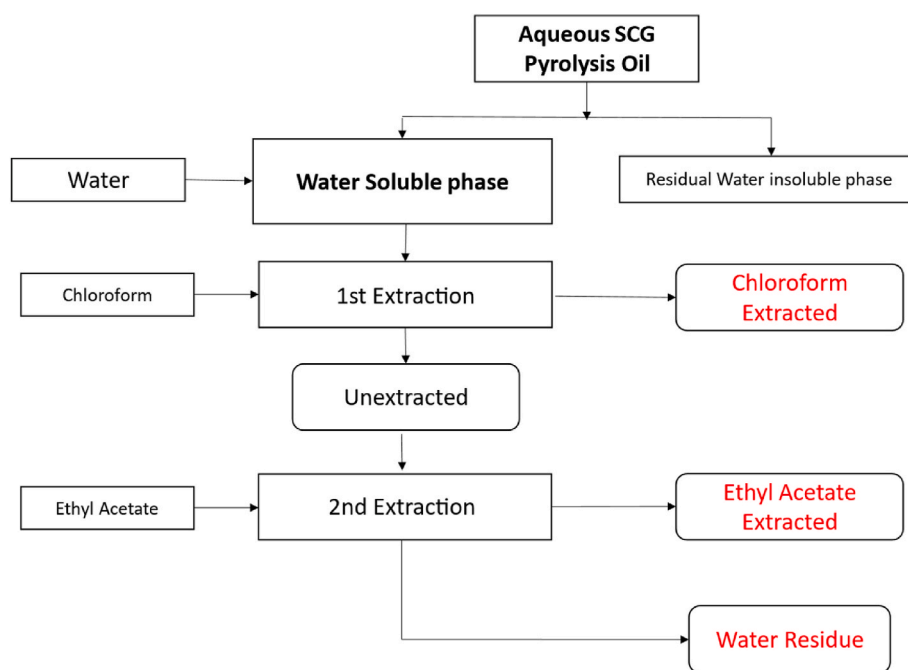 Aqueous SCG
Pyrolysis Oil
Water
Water Soluble phase
Residual Water insoluble phase
Chloroform
1st Extraction
Chloroform
Extracted
Unextracted
Ethyl Acetate
2nd Extraction
Ethyl Acetate
Extracted
Water Residue